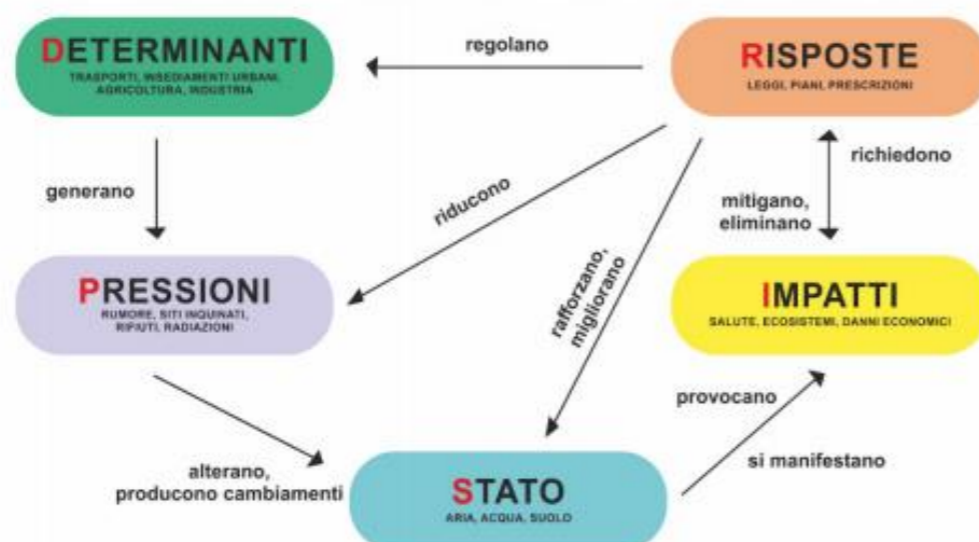 DETERMINANTI
TRASPORTI, INSEDIAMENTI URBANI,
AGRICOLTURA, INDUSTRIA
regolano
RISPOSTE
LEGGI, PIANI, PRESCRIZIONI
generano
riducono
rafforzano,
migliorano
richiedono
mitigano,
eliminano
PRESSIONI
RUMORE, SITI INQUINATI,
RIFIUTI, RADIAZIONI
IMPATTI
SALUTE, ECOSISTEMI, DANNI ECONOMICI
alterano,
producono cambiamenti
provocano
si manifestano
STATO
ARIA, ACQUA, SUOLO